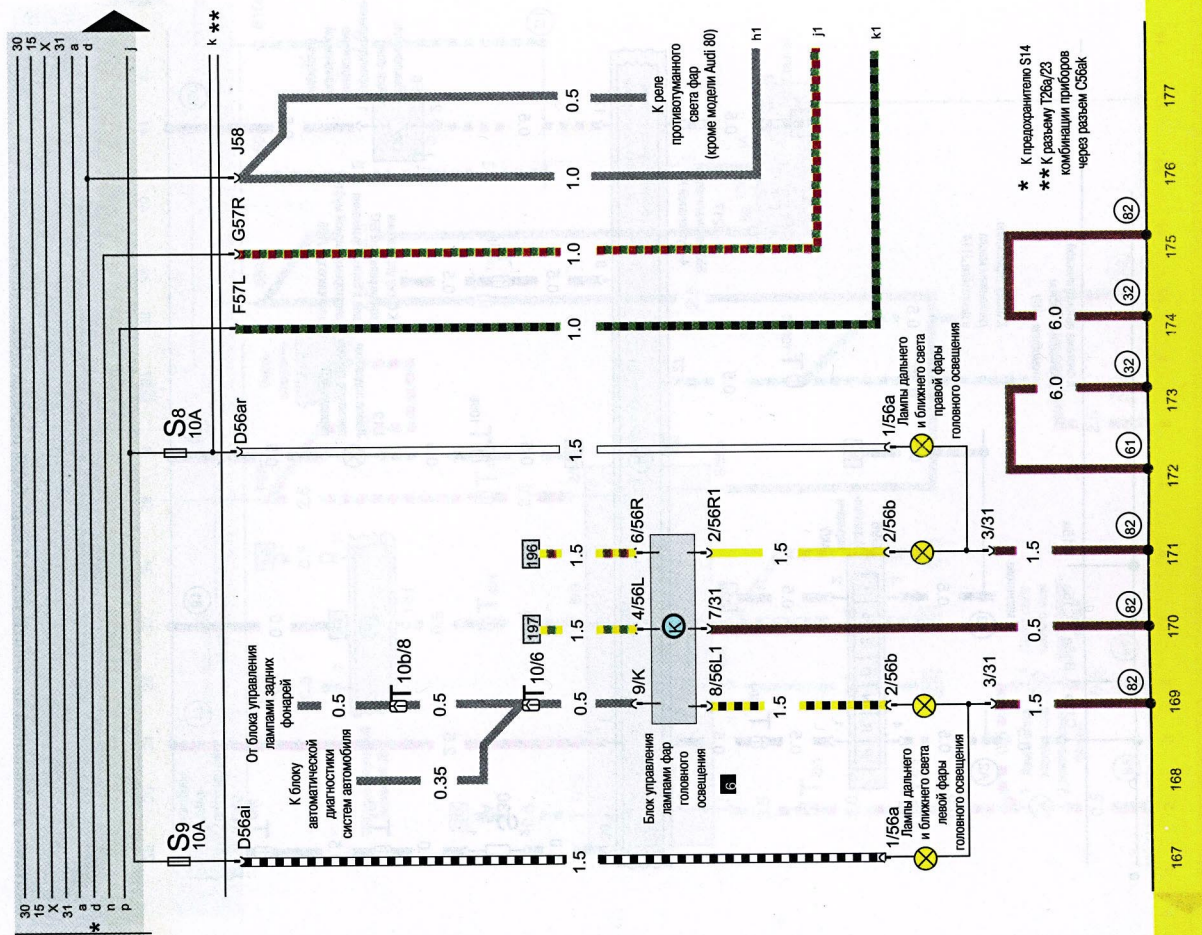 30
15
X
31
a
d
j
k **
30
15
X
31
a
d
n
p
*
S9
10A
D56ai
1.5
1/56a
Лампы дальнего
и ближнего света
левой фары
головного освещения
К блоку
автоматической
диагностики
систем автомобиля
0.35
От блока управления
лампами задних
фонарей
0.5
T10b/8
0.5
T10/6
0.5
9/K
Блок управления
лампами фар
головного
освещения
6
8/56L1
2/56b
3/31
1.5
82
197
1.5
4/56L
K
7/31
0.5
82
196
1.5
6/56R
2/56R1
1.5
2/56b
3/31
1.5
82
S8
10A
D56ar
1.5
1/56a
Лампы дальнего
и ближнего света
правой фары
головного освещения
61
6.0
32
F57L
1.0
k1
G57R
1.0
j1
J58
1.0
h1
0.5
К реле
противотуманного
света фар
(кроме модели Audi 80)
6.0
32
82
* К предохранителю S14
** К разъему T26a/23
комбинации приборов
через разъем C56ak
167
168
169
170
171
172
173
174
175
176
177